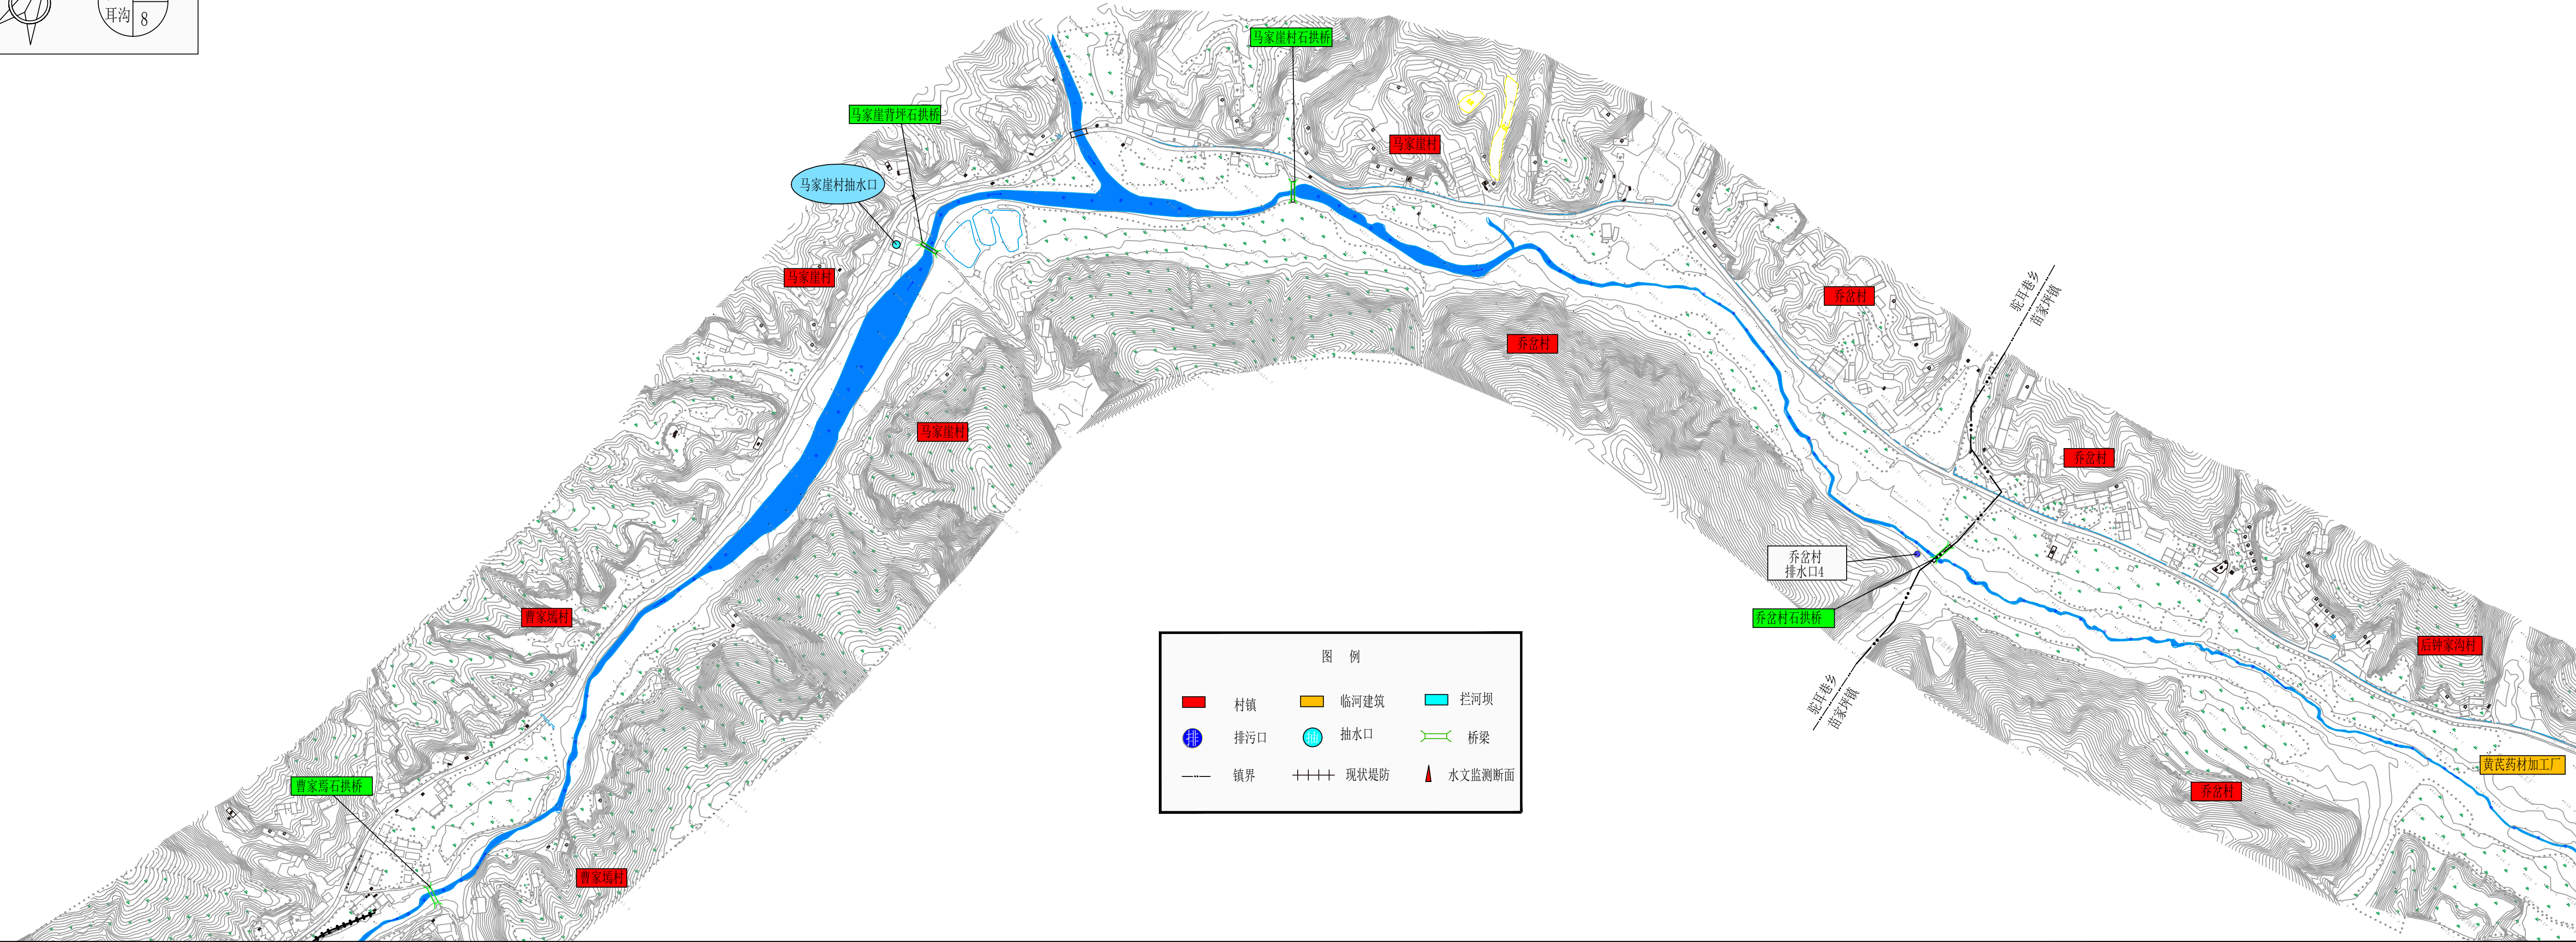 耳沟
8
马家崖村石拱桥
马家崖背坪石拱桥
马家崖村
马家崖村抽水口
马家崖村
乔岔村
驼耳巷乡
苗家坪镇
乔岔村
马家崖村
乔岔村
乔岔村
排水口4
曹家塌村
乔岔村石拱桥
后钟家沟村
图 例
村镇
临河建筑
拦河坝
排
排污口
抽水口
桥梁
镇界
现状堤防
水文监测断面
驼耳巷乡
苗家坪镇
黄芪药材加工厂
曹家焉石拱桥
乔岔村
曹家塌村